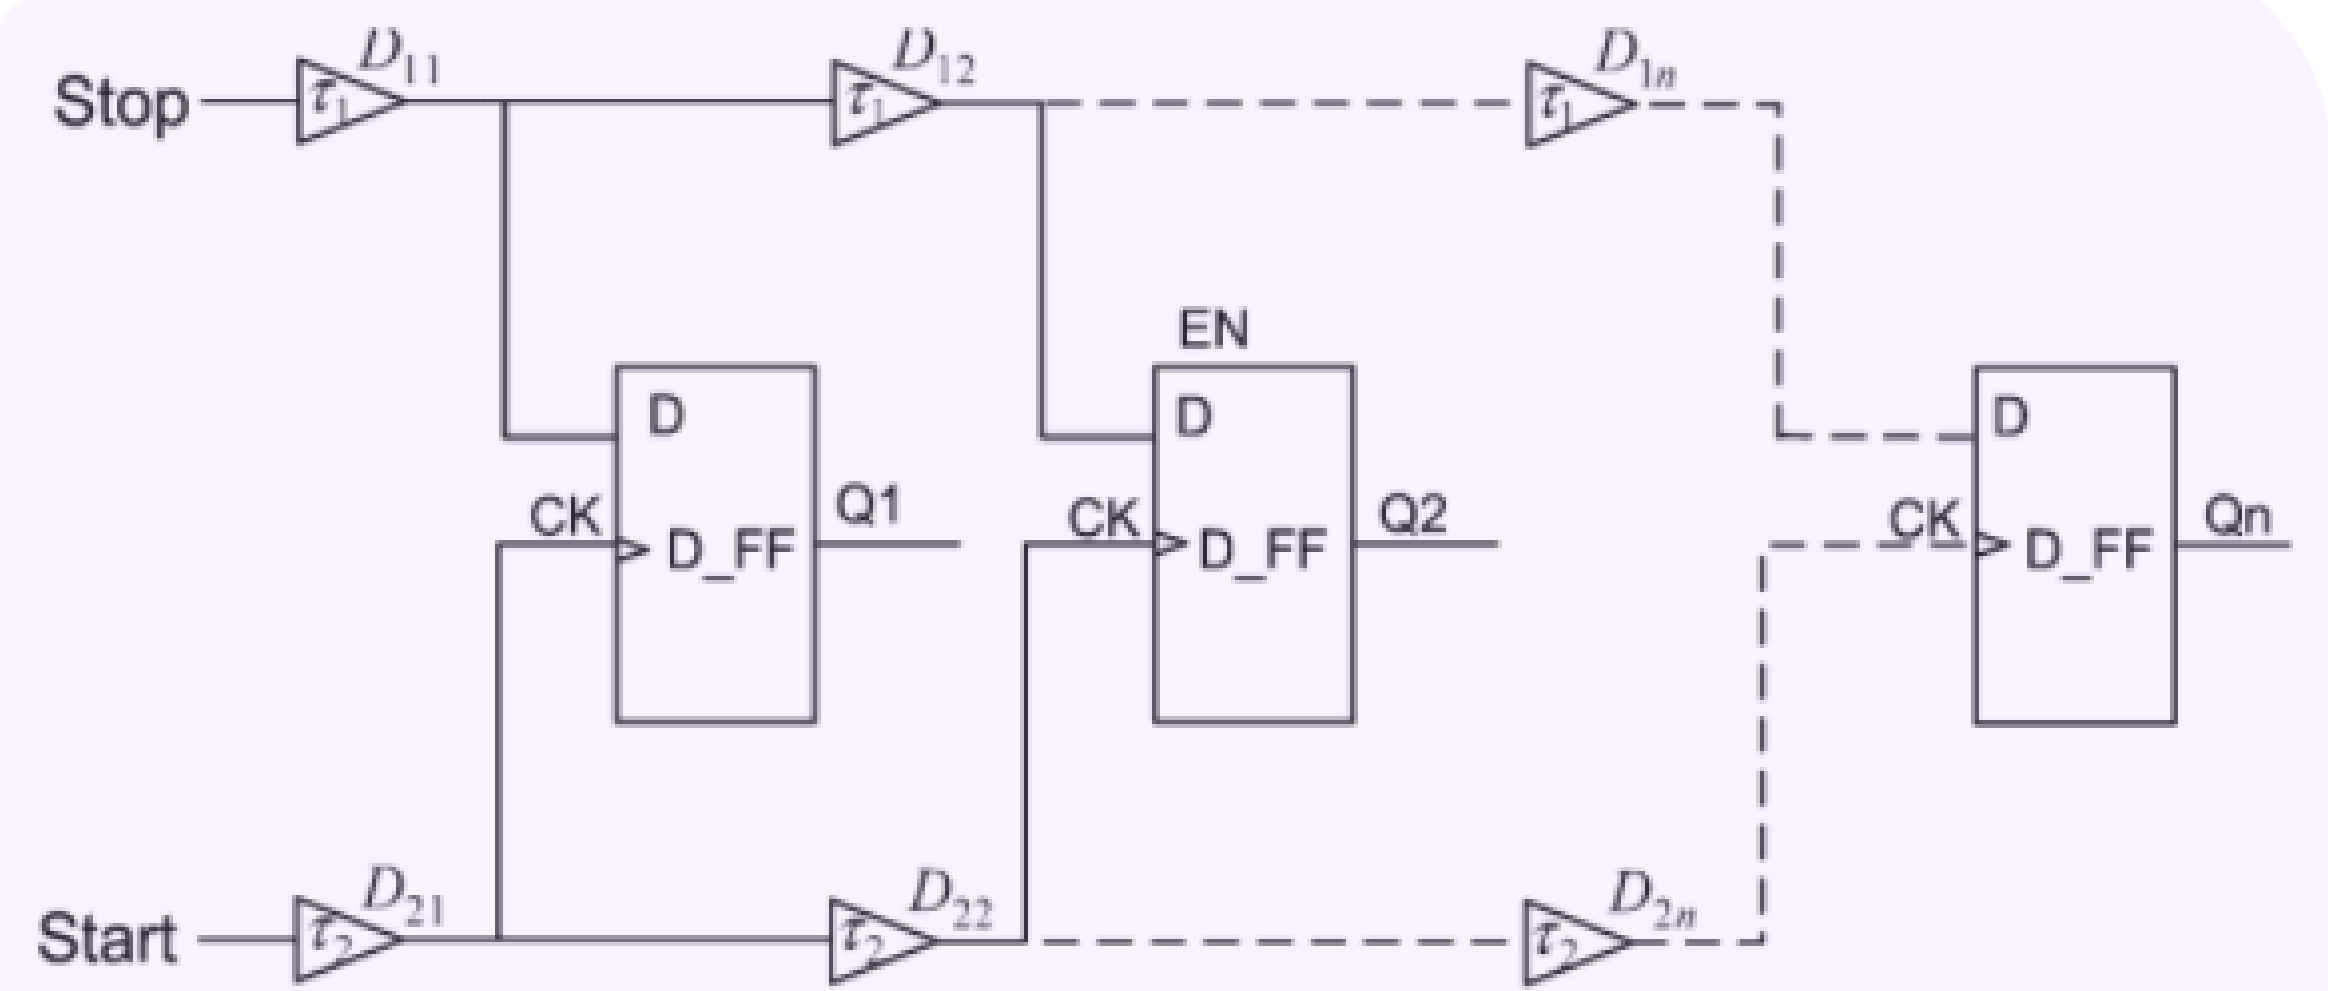 D11 D12 D1n
Stop τ1 τ1 τ1
EN
D D D
CK Q1 CK Q2 CK Qn
D_FF D_FF D_FF
D21 D22 D2n
Start τ2 τ2 τ2